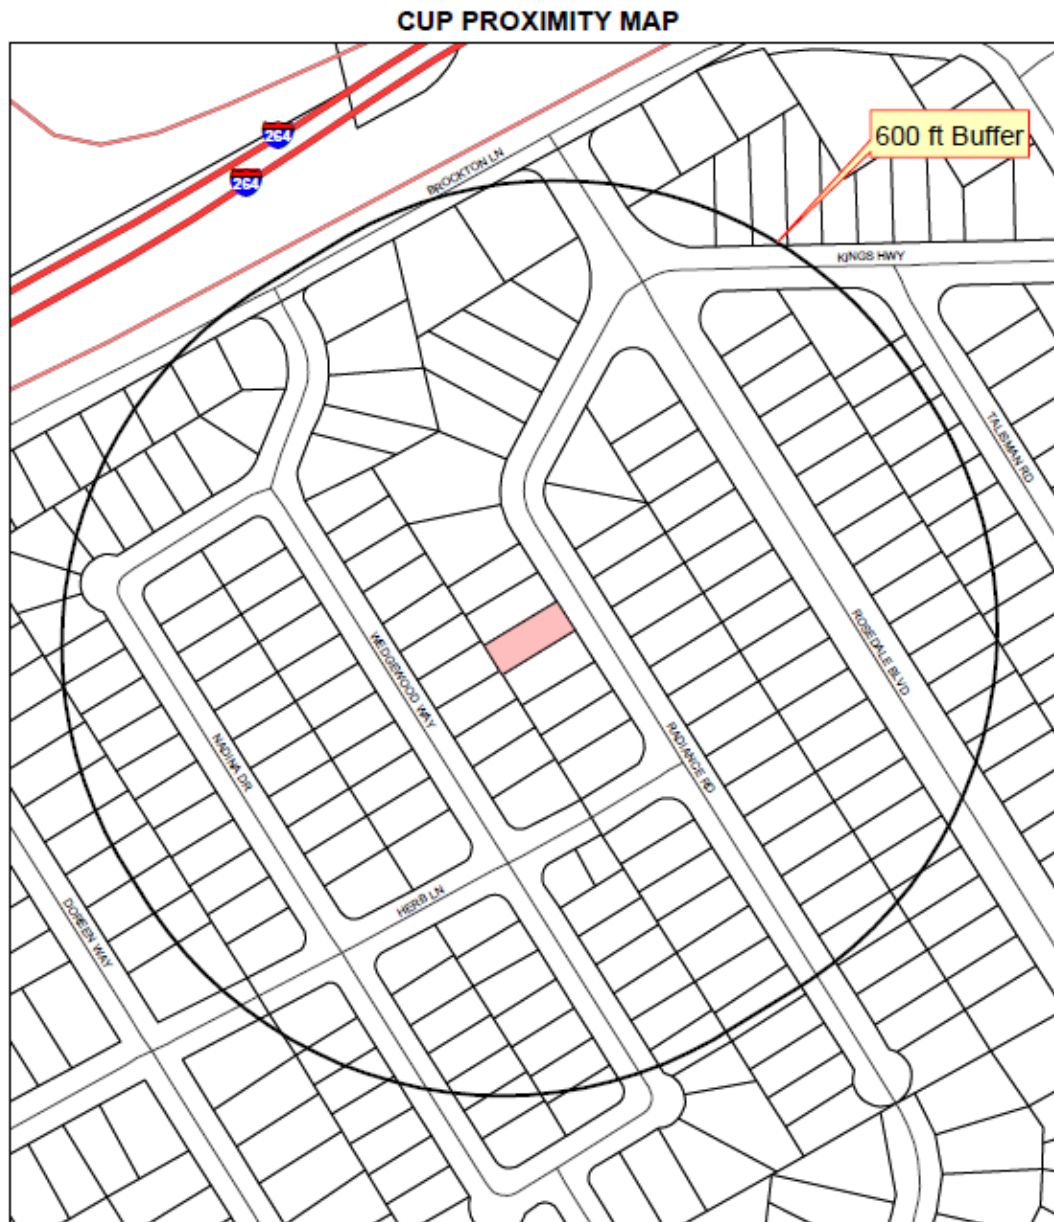 CUP PROXIMITY MAP
264
264
BROCKTON LN
600 ft Buffer
KINGS HWY
TALISMAN RD
WEDGEWOOD WAY
ROSEDALE BLVD
NADINA DR
RADIANCE RD
HERB LN
DOREEN WAY